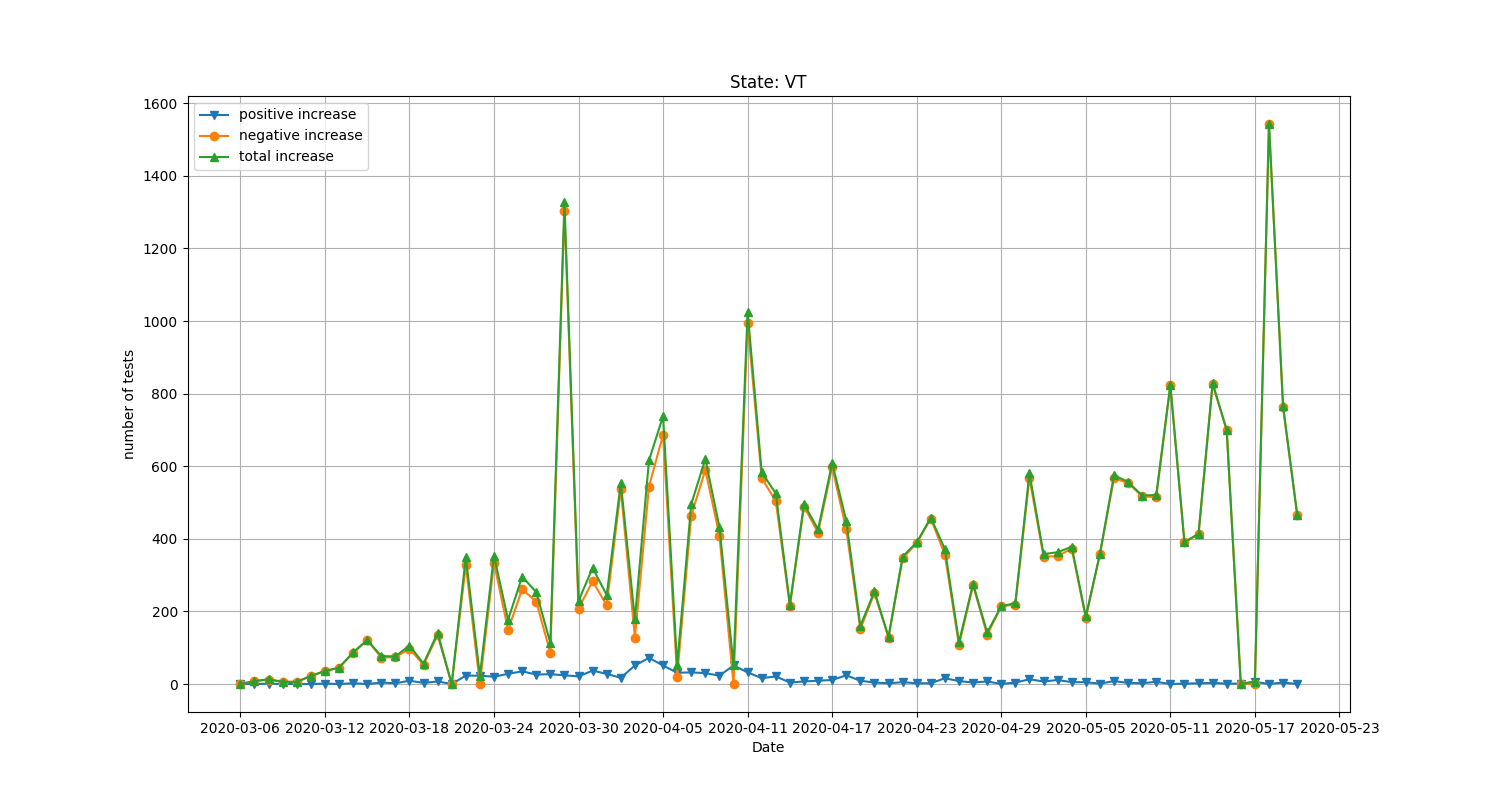 State: VT
positive increase
negative increase
total increase
1600
1400
1200
1000
800
600
400
200
0
number of tests
2020-03-06 2020-03-12 2020-03-18 2020-03-24 2020-03-30 2020-04-05 2020-04-11 2020-04-17 2020-04-23 2020-04-29 2020-05-05 2020-05-11 2020-05-17 2020-05-23
Date